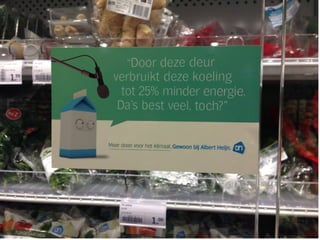 "Door deze deur
verbruikt deze koeling
tot 25% minder energie.
Da's best veel, toch?"
Meer doen voor het klimaat. Gewoon bij Albert Heijn.
ah